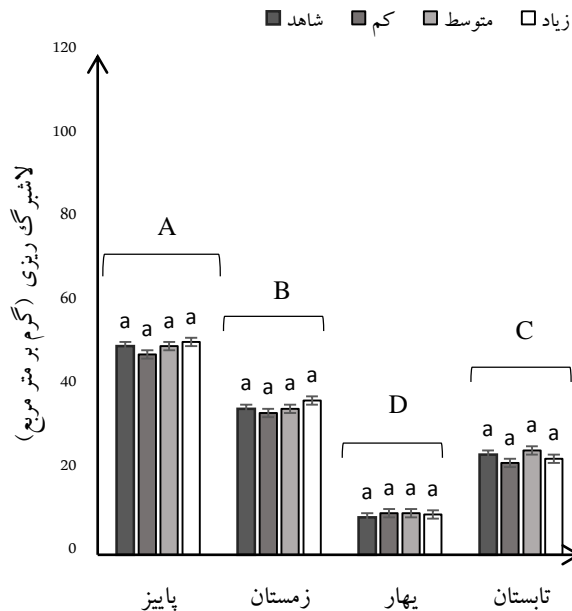 شاهد کم متوسط زیاد
لاشبرگ ریزی (گرم بر متر مربع)
120
100
80
60
40
20
0
A
B
D
C
a a a a
a a a a
a a a a
a a a a
پاییز زمستان یهار تابستان